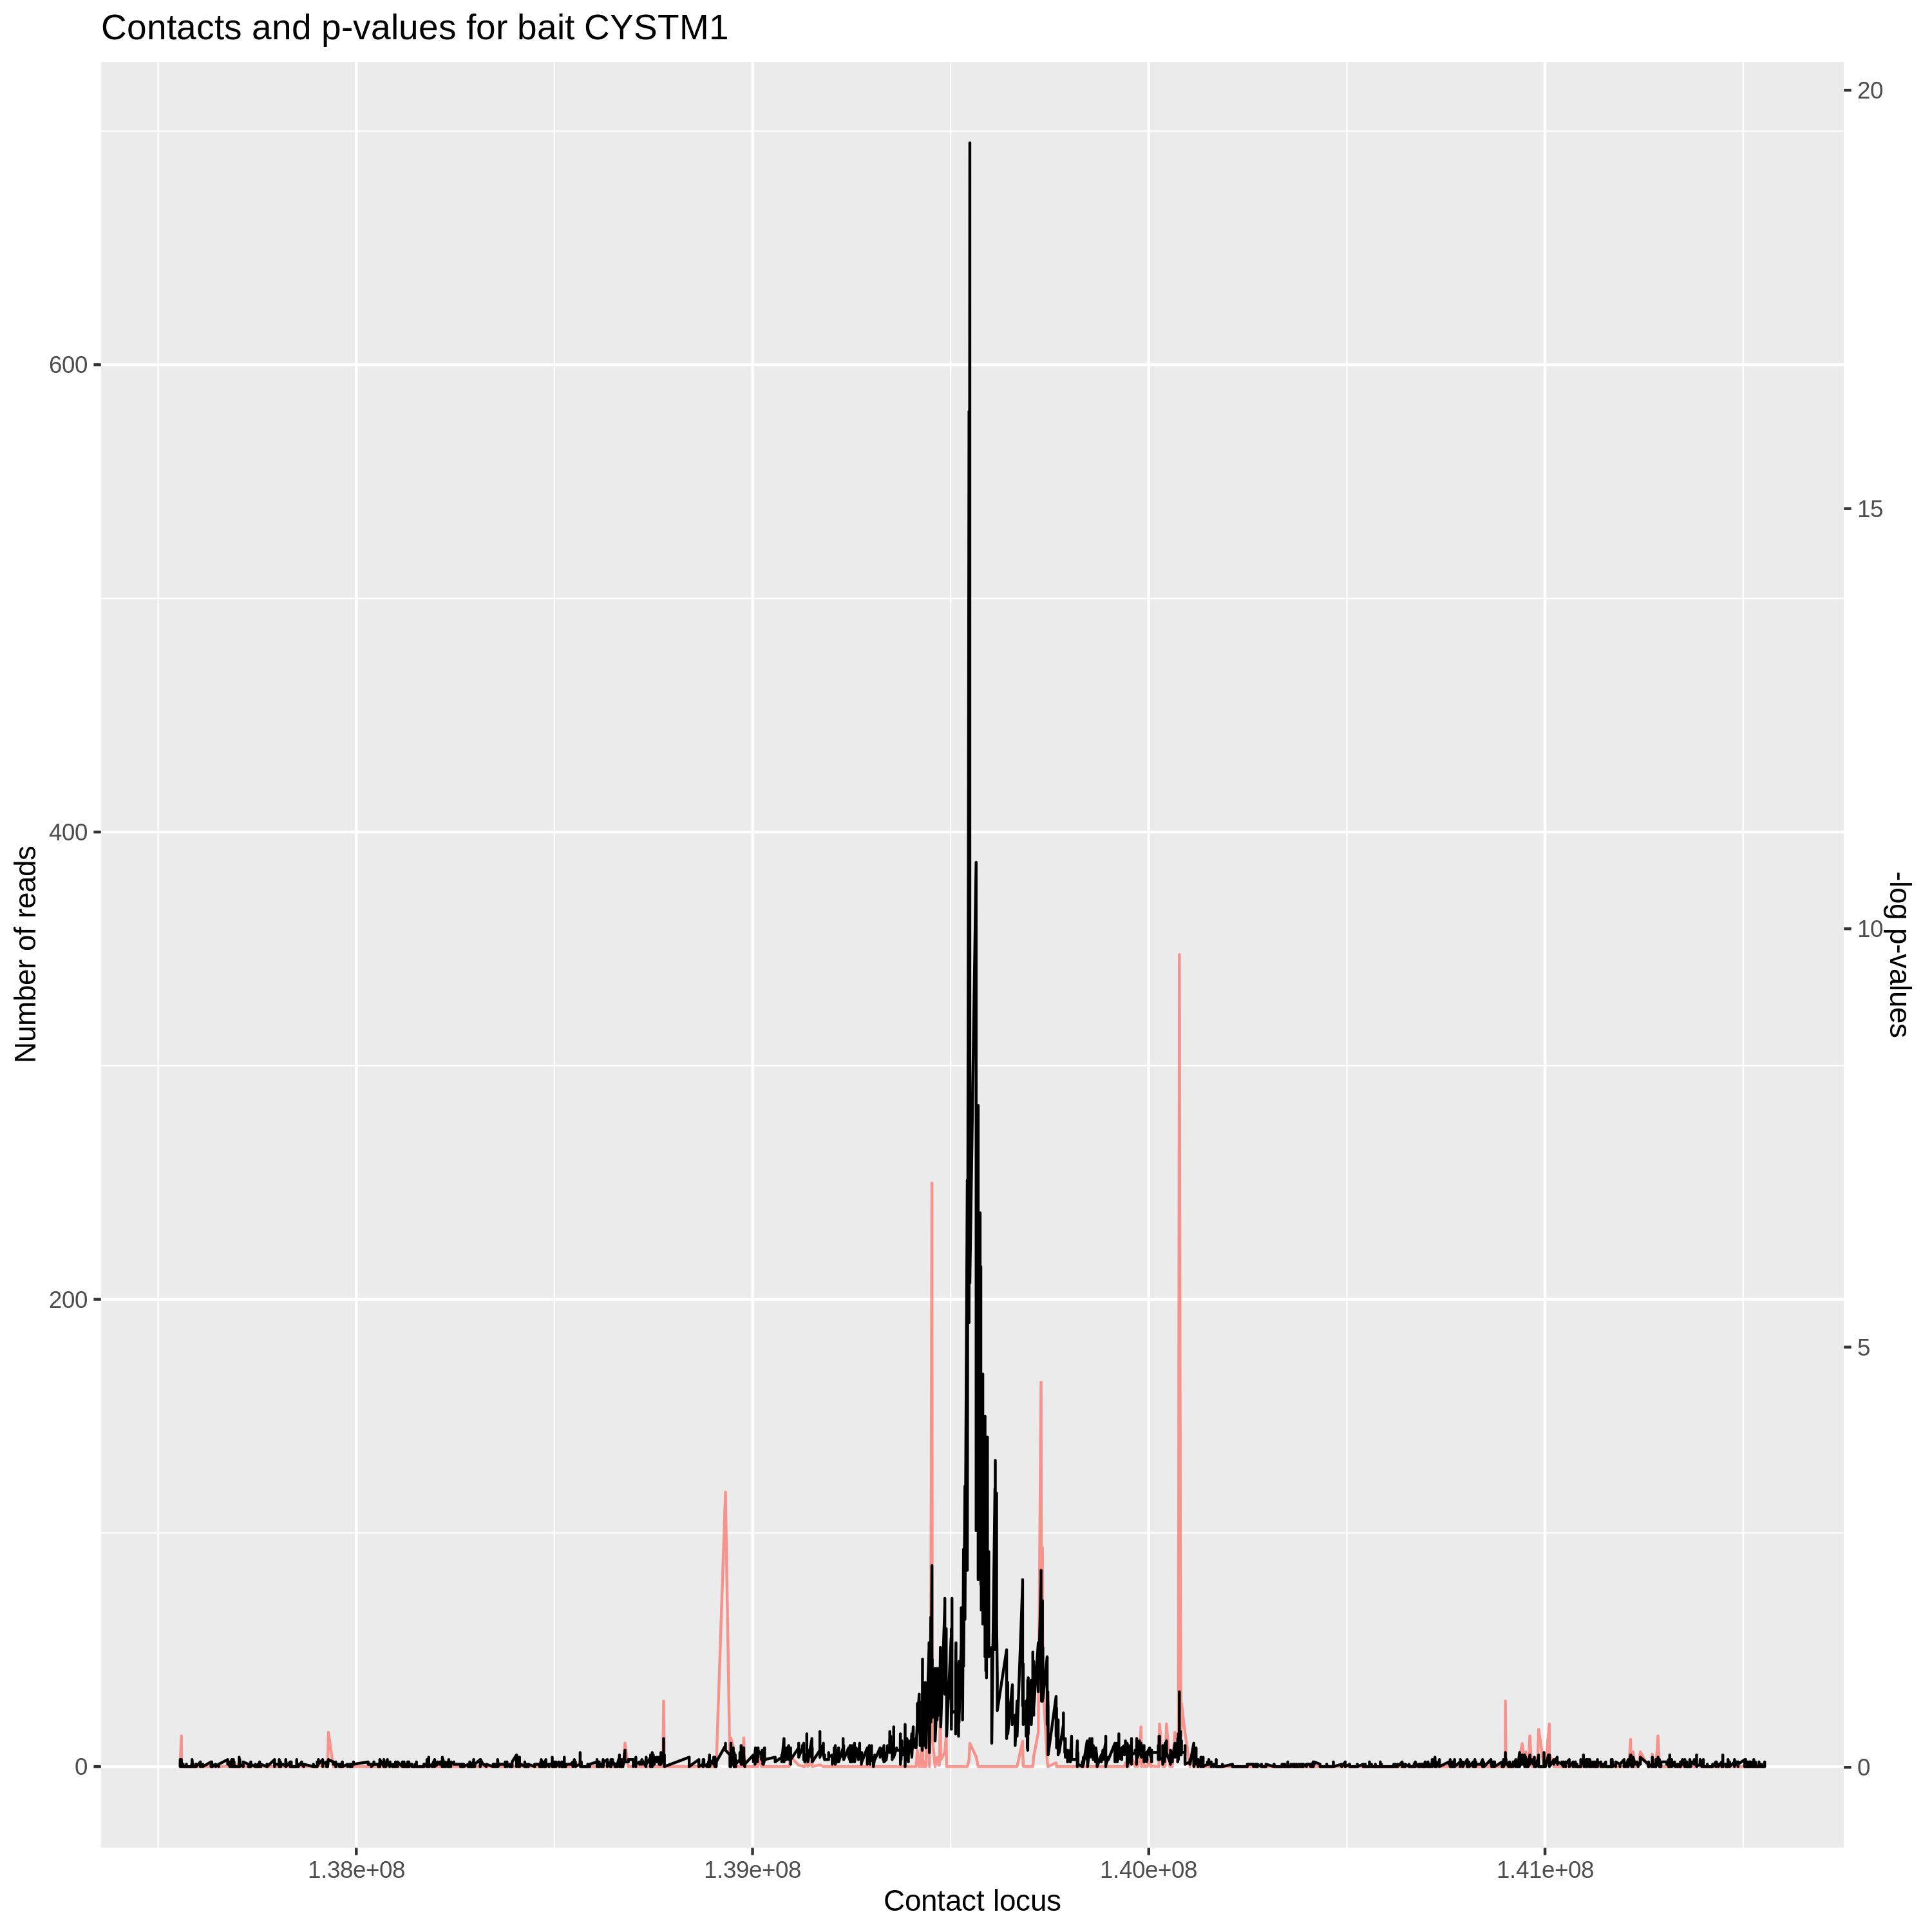 Contacts and p-values for bait CYSTM1
20
600
15
400
Number of reads
-log p-values
10
200
5
0
0
1.38e+08
1.39e+08
1.40e+08
1.41e+08
Contact locus